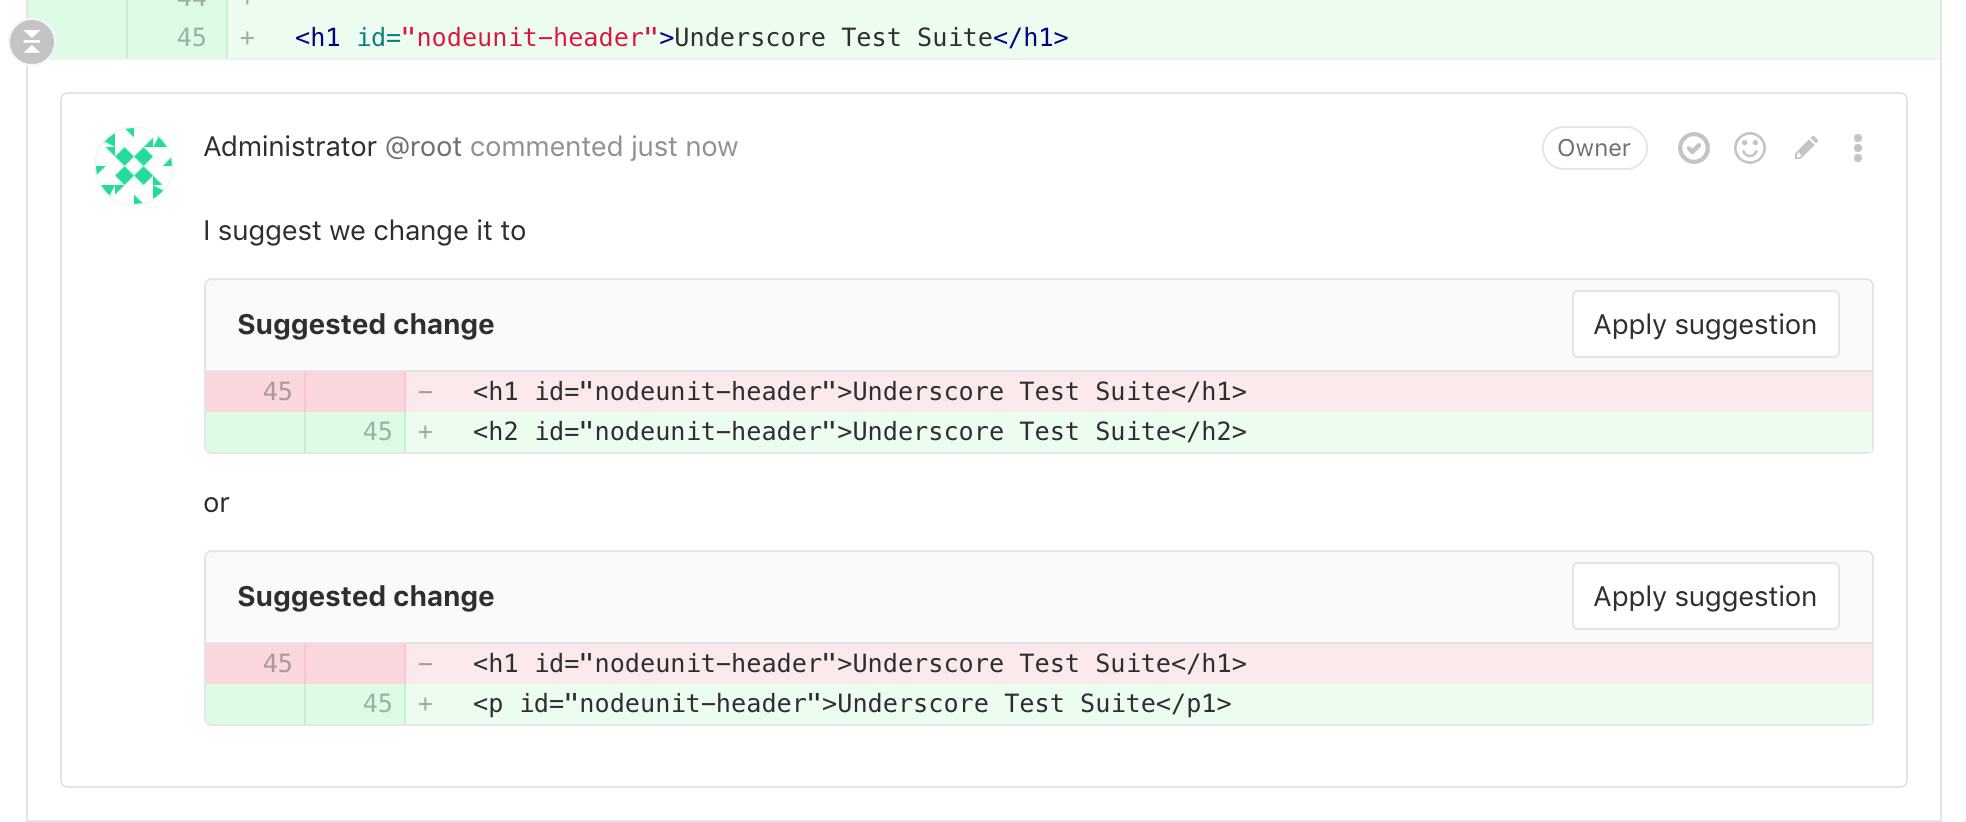 45 + <h1 id="nodeunit-header">Underscore Test Suite</h1>
Administrator @root commented just now Owner
I suggest we change it to
Suggested change Apply suggestion
45 − <h1 id="nodeunit-header">Underscore Test Suite</h1>
45 + <h2 id="nodeunit-header">Underscore Test Suite</h2>
or
Suggested change Apply suggestion
45 − <h1 id="nodeunit-header">Underscore Test Suite</h1>
45 + <p id="nodeunit-header">Underscore Test Suite</p1>